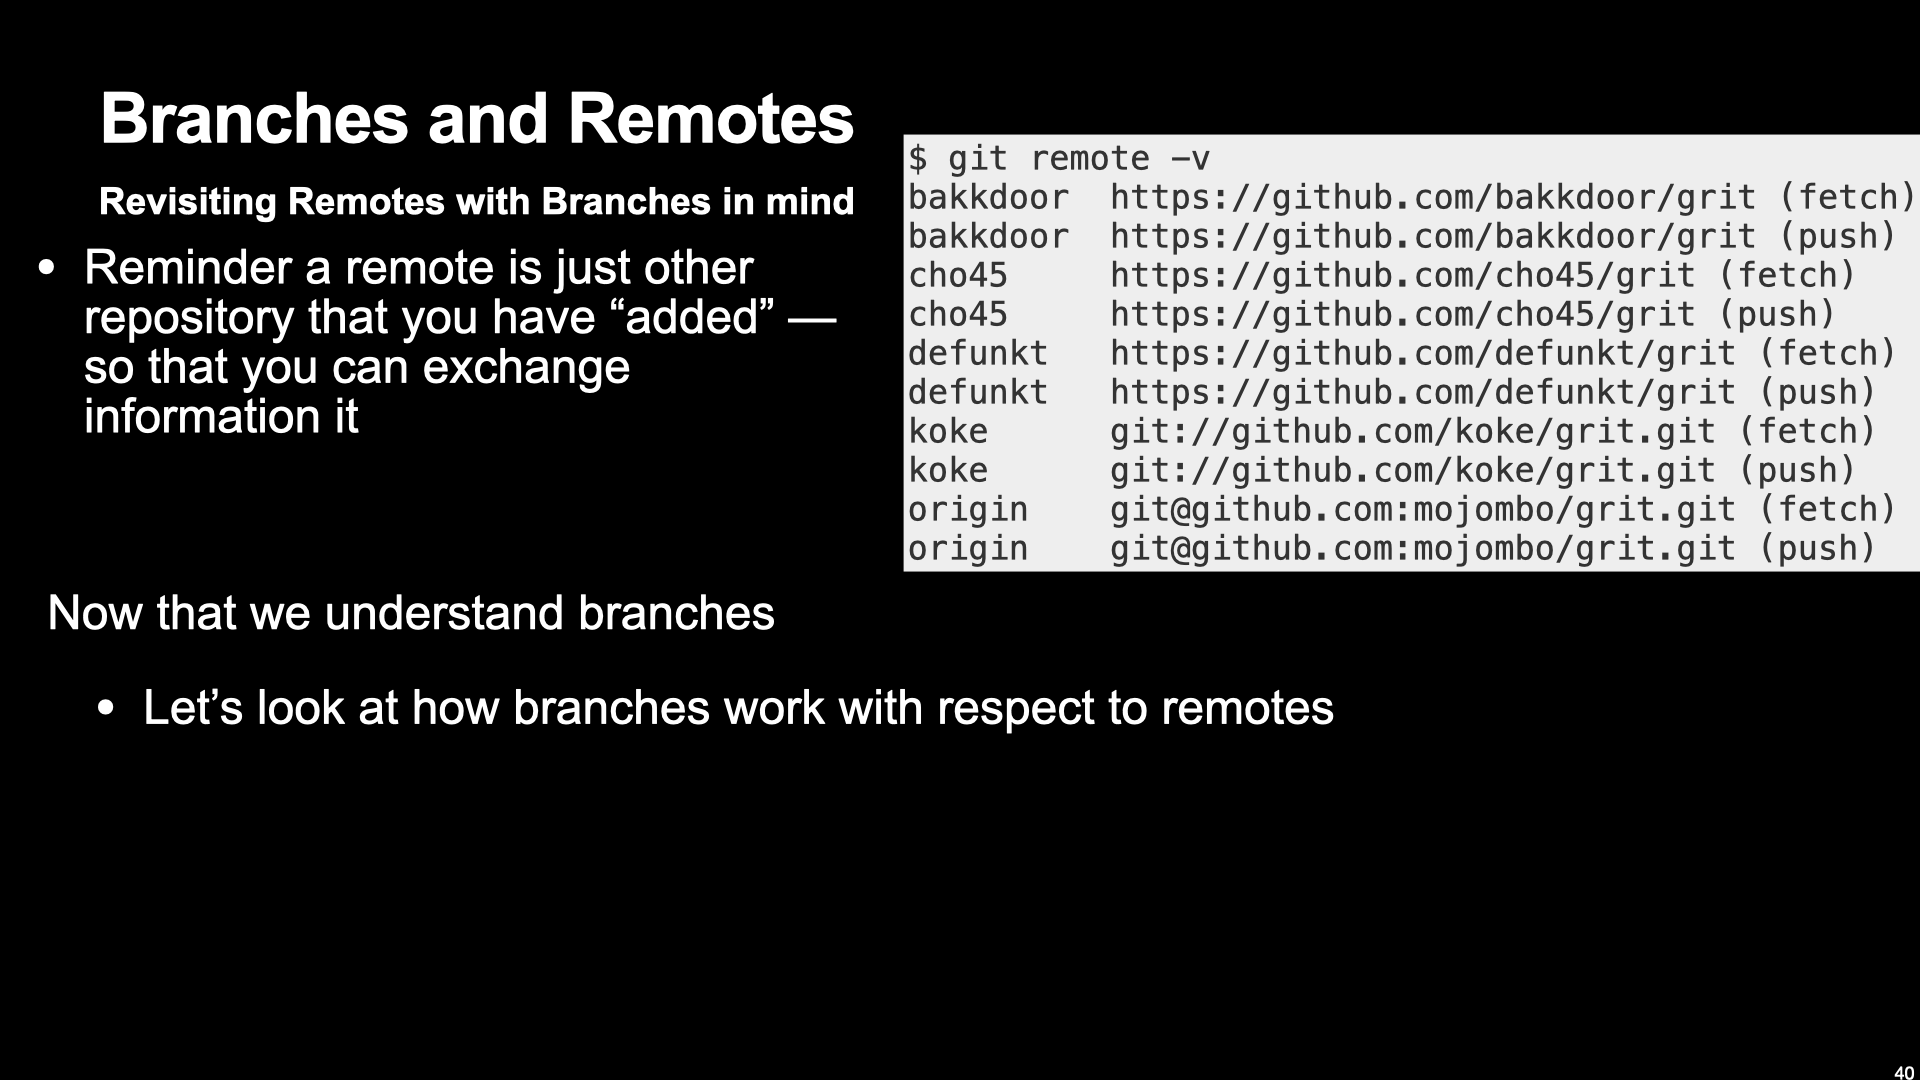 Branches and Remotes
Revisiting Remotes with Branches in mind
• Reminder a remote is just other
repository that you have “added” —
so that you can exchange
information it
$ git remote -v
bakkdoor  https://github.com/bakkdoor/grit (fetch)
bakkdoor  https://github.com/bakkdoor/grit (push)
cho45     https://github.com/cho45/grit (fetch)
cho45     https://github.com/cho45/grit (push)
defunkt   https://github.com/defunkt/grit (fetch)
defunkt   https://github.com/defunkt/grit (push)
koke      git://github.com/koke/grit.git (fetch)
koke      git://github.com/koke/grit.git (push)
origin    git@github.com:mojombo/grit.git (fetch)
origin    git@github.com:mojombo/grit.git (push)
Now that we understand branches
• Let’s look at how branches work with respect to remotes
40